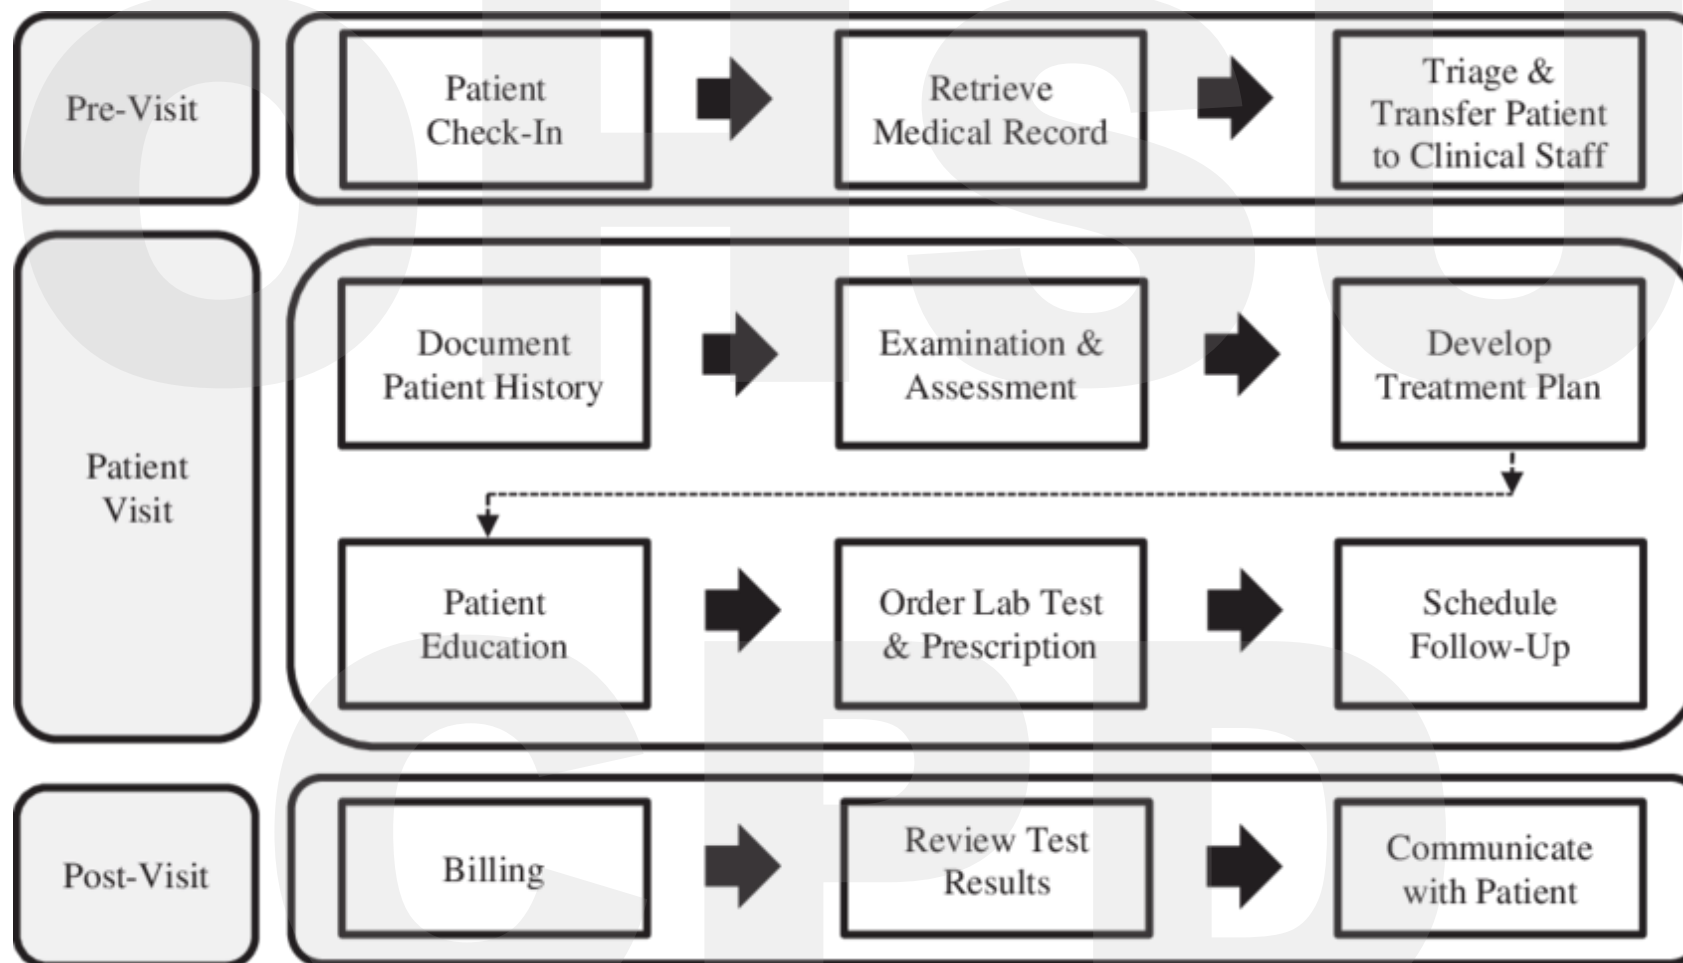 Pre-Visit
Patient
Check-In
Retrieve
Medical Record
Triage &
Transfer Patient
to Clinical Staff
Patient
Visit
Document
Patient History
Examination &
Assessment
Develop
Treatment Plan
Patient
Education
Order Lab Test
& Prescription
Schedule
Follow-Up
Post-Visit
Billing
Review Test
Results
Communicate
with Patient
OHSU
CPD